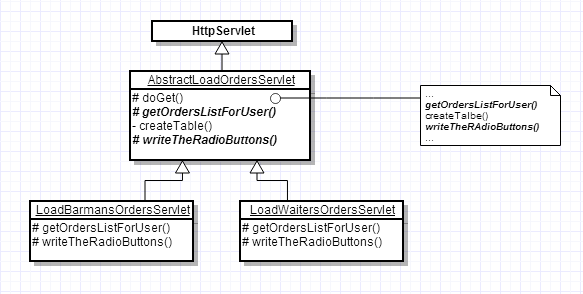 HttpServlet
AbstractLoadOrdersServlet
# doGet()
# getOrdersListForUser()
- createTable()
# writeTheRadioButtons()
...
getOrdersListForUser()
createTalbe()
writeTheRAdioButtons()
...
LoadBarmansOrdersServlet
# getOrdersListForUser()
# writeTheRadioButtons()
LoadWaitersOrdersServlet
# getOrdersListForUser()
# writeTheRadioButtons()